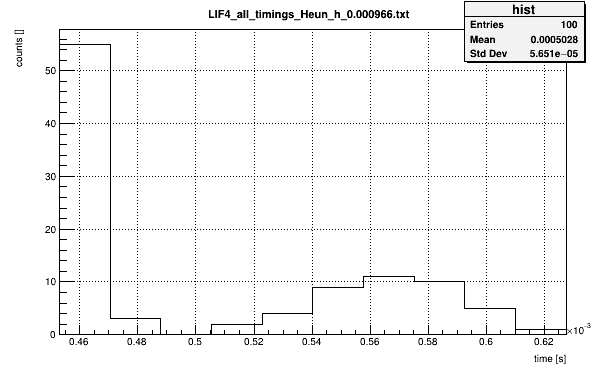 LIF4_all_timings_Heun_h_0.000966.txt
hist
Entries 100
Mean 0.0005028
Std Dev 5.651e−05
counts []
50
40
30
20
10
0
0.46 0.48 0.5 0.52 0.54 0.56 0.58 0.6 0.62
×10⁻³
time [s]